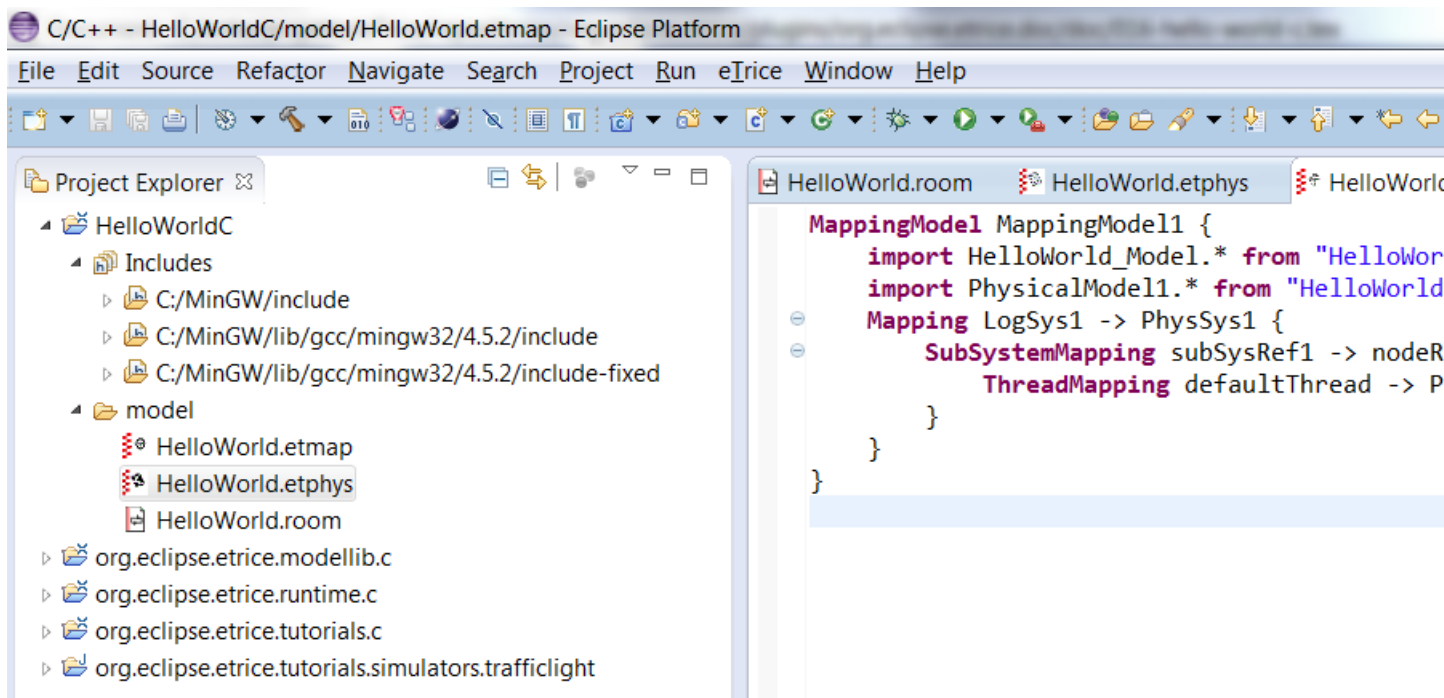 C/C++ - HelloWorldC/model/HelloWorld.etmap - Eclipse Platform
File Edit Source Refactor Navigate Search Project Run eTrice Window Help
Project Explorer
HelloWorldC
Includes
C:/MinGW/include
C:/MinGW/lib/gcc/mingw32/4.5.2/include
C:/MinGW/lib/gcc/mingw32/4.5.2/include-fixed
model
HelloWorld.etmap
HelloWorld.etphys
HelloWorld.room
org.eclipse.etrice.modellib.c
org.eclipse.etrice.runtime.c
org.eclipse.etrice.tutorials.c
org.eclipse.etrice.tutorials.simulators.trafficlight
HelloWorld.room HelloWorld.etphys HelloWorld
MappingModel MappingModel1 {
import HelloWorld_Model.* from "HelloWor
import PhysicalModel1.* from "HelloWorld
Mapping LogSys1 -> PhysSys1 {
SubSystemMapping subSysRef1 -> nodeR
ThreadMapping defaultThread -> P
}
}
}